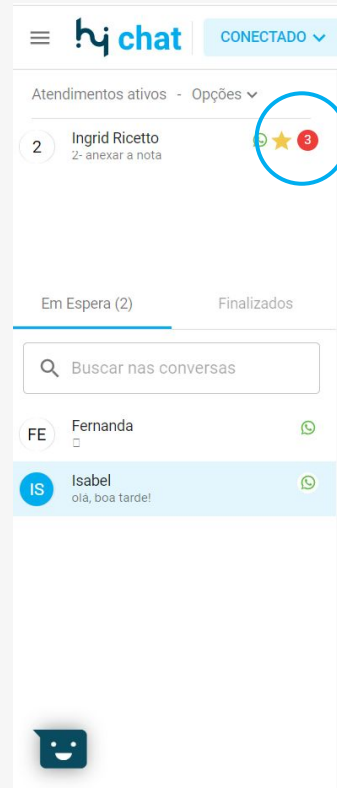 hi chat
CONECTADO
Atendimentos ativos - Opções
2 Ingrid Ricetto 3
2- anexar a nota
Em Espera (2) Finalizados
Buscar nas conversas
FE Fernanda
IS Isabel
olá, boa tarde!